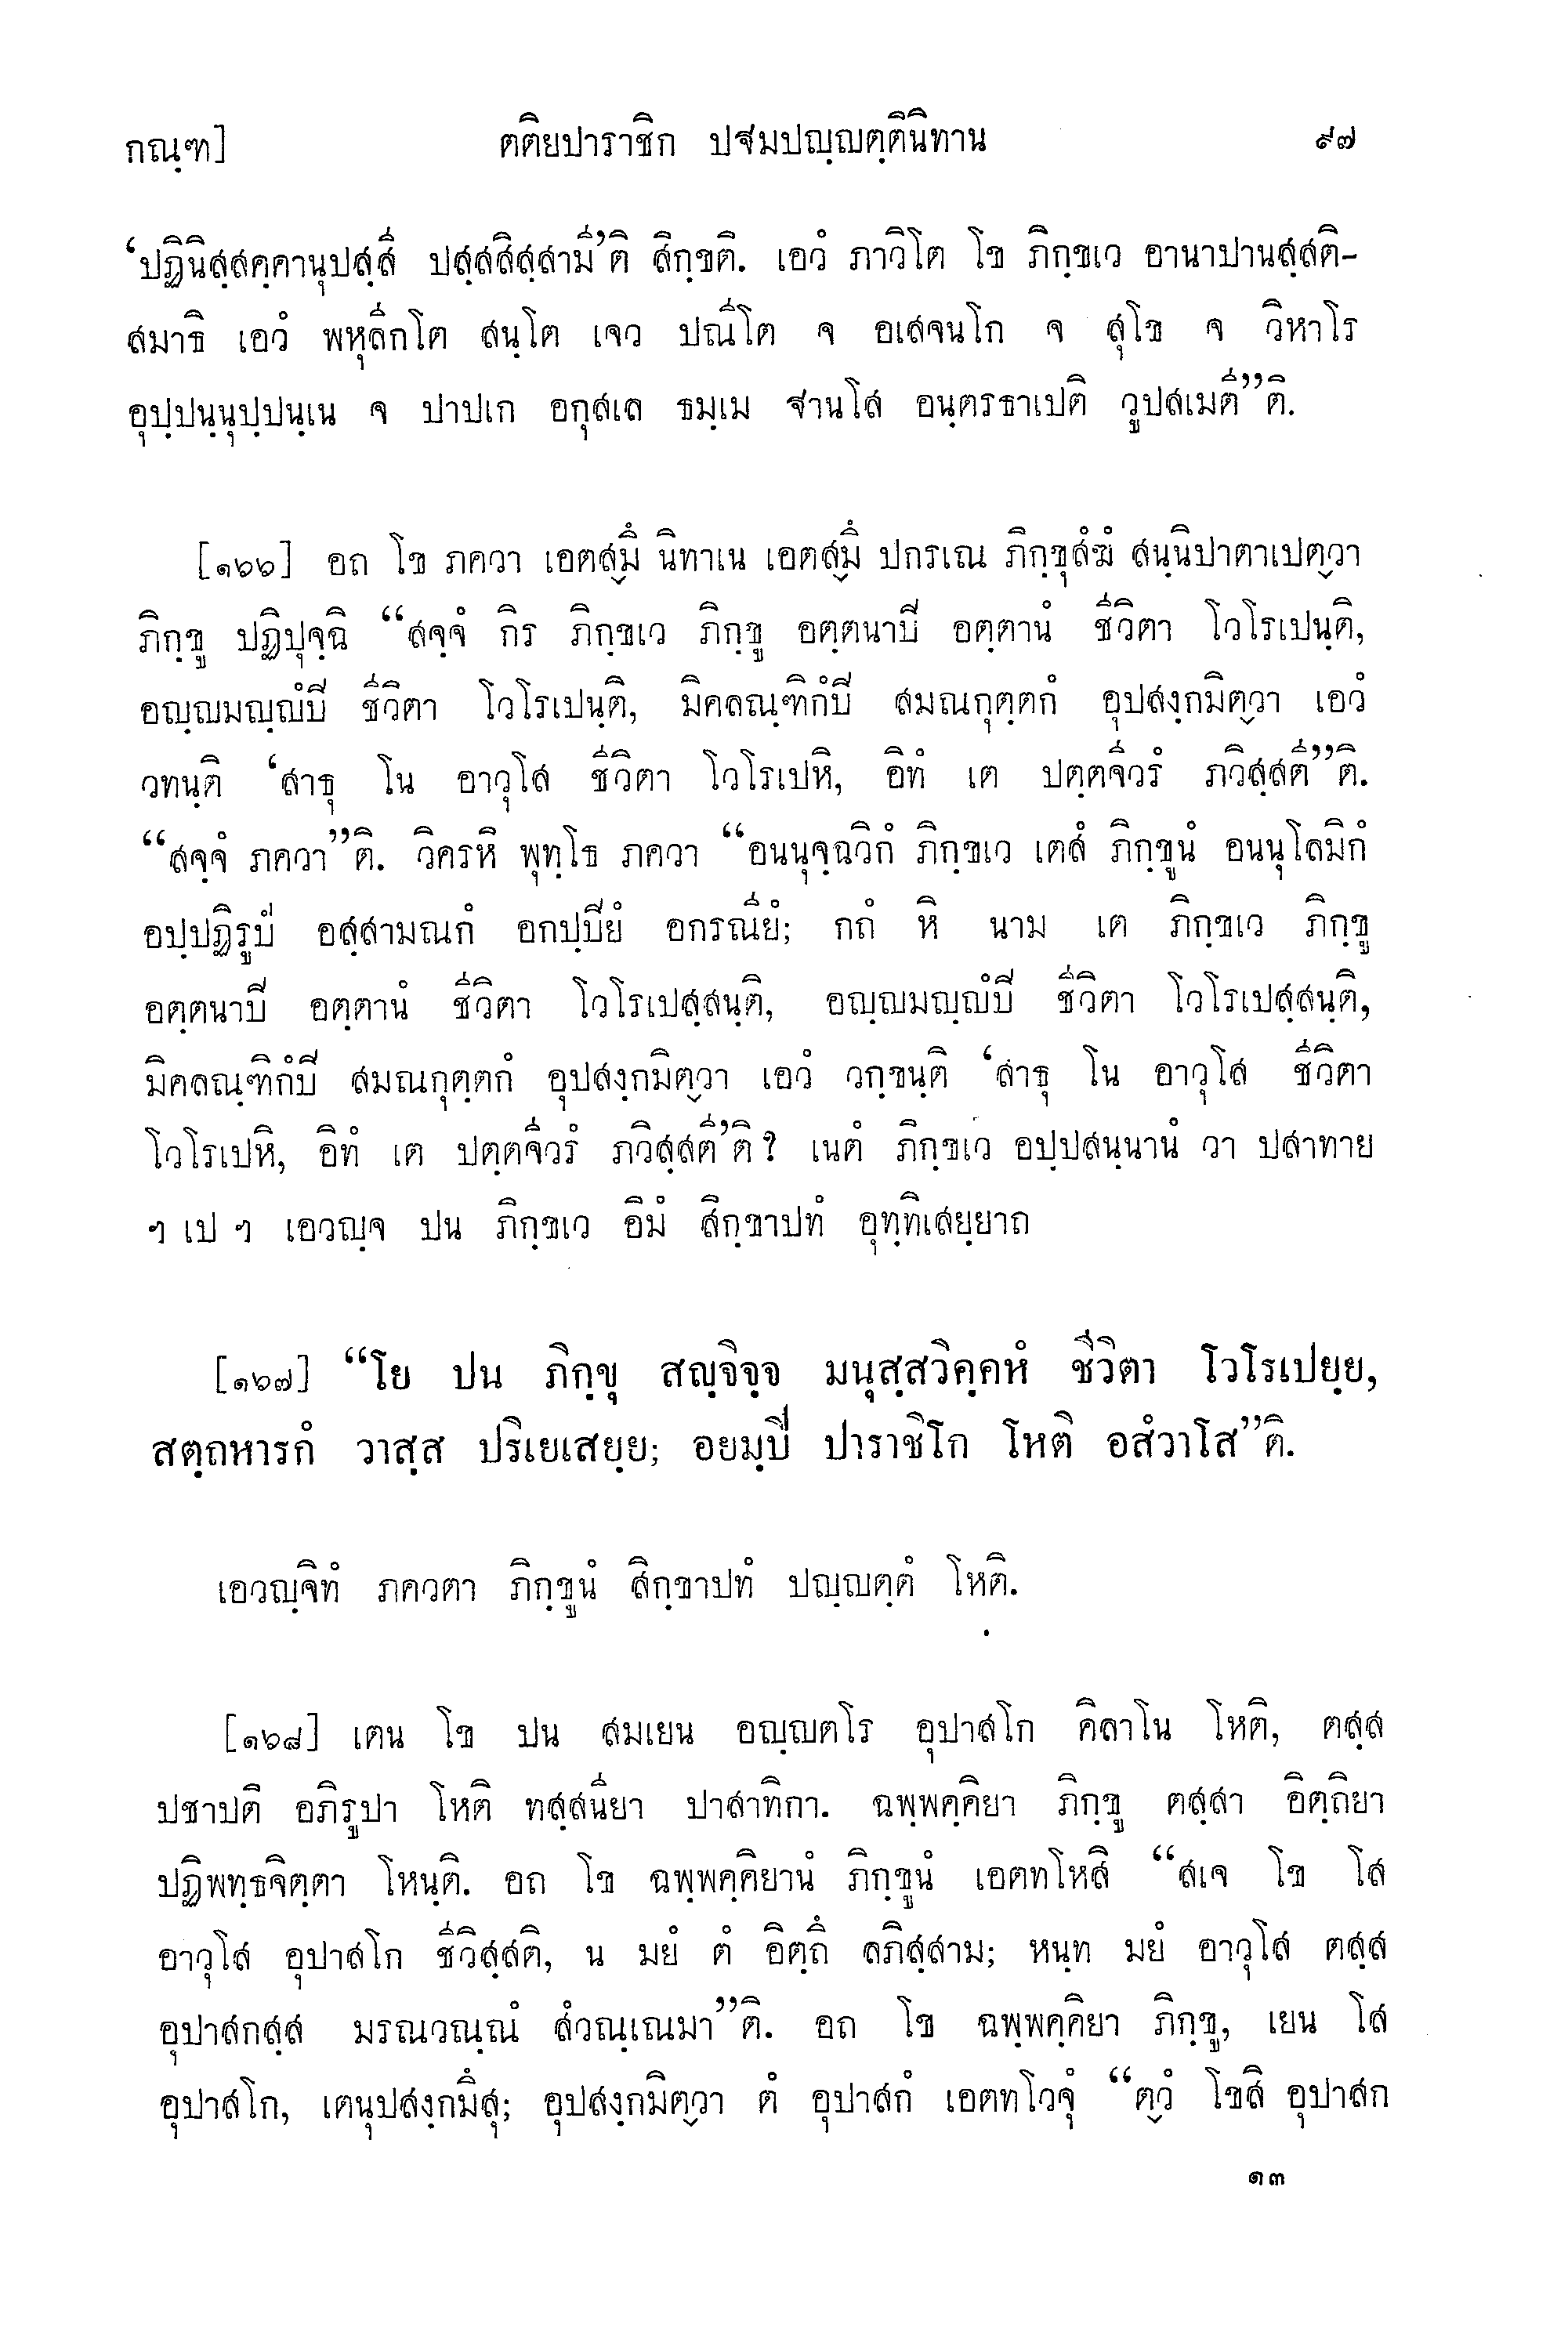 กณฺฑ]	ตติยปาราชิก ปฐมปญฺญตฺตินิทาน	๙๗
‘ปฏินิสฺสคฺคานุปสฺสี ปสฺสสิสฺสามี’ติ สิกฺขติ. เอวํ ภาวิโต โข ภิกฺขเว อานาปานสฺสติ-
สมาธิ เอวํ พหุลีกโต สนฺโต เจว ปณีโต จ อเสจนโก จ สุโข จ วิหาโร
อุปฺปนฺนุปฺปนฺเน จ ปาปเก อกุสเล ธมฺเม ฐานโส อนฺตรธาเปติ วูปสเมตี”ติ.
[๑๖๖] อถ โข ภควา เอตสฺมึ นิทาเน เอตสฺมึ ปกรเณ ภิกฺขุสํฆํ สนฺนิปาตาเปตฺวา
ภิกฺขู ปฏิปุจฺฉิ “สจฺจํ กิร ภิกฺขเว ภิกฺขู อตฺตนาปิ อตฺตานํ ชีวิตา โวโรเปนฺติ,
อญฺญมญฺญํปิ ชีวิตา โวโรเปนฺติ, มิคลณฺฑิกํปิ สมณกุตฺตกํ อุปสงฺกมิตฺวา เอวํ
วทนฺติ ‘สาธุ โน อาวุโส ชีวิตา โวโรเปหิ, อิทํ เต ปตฺตจีวรํ ภวิสฺสตี”ติ.
“สจฺจํ ภควา”ติ. วิครหิ พุทฺโธ ภควา “อนนุจฺฉวิกํ ภิกฺขเว เตสํ ภิกฺขูนํ อนนุโลมิกํ
อปฺปฏิรูปํ อสฺสามณกํ อกปฺปิยํ อกรณียํ; กถํ หิ นาม เต ภิกฺขเว ภิกฺขู
อตฺตนาปิ อตฺตานํ ชีวิตา โวโรเปสฺสนฺติ, อญฺญมญฺญํปิ ชีวิตา โวโรเปสฺสนฺติ,
มิคลณฺฑิกํปิ สมณกุตฺตกํ อุปสงฺกมิตฺวา เอวํ วกฺขนฺติ ‘สาธุ โน อาวุโส ชีวิตา
โวโรเปหิ, อิทํ เต ปตฺตจีวรํ ภวิสฺสตี’ติ? เนตํ ภิกฺขเว อปฺปสนฺนานํ วา ปสาทาย
ฯ เป ฯ เอวญฺจ ปน ภิกฺขเว อิมํ สิกฺขาปทํ อุทฺทิเสยฺยาถ
[๑๖๗] “โย ปน ภิกฺขุ สญฺจิจฺจ มนุสฺสวิคฺคหํ ชีวิตา โวโรเปยฺย,
สตฺถหารกํ วาสฺส ปริเยเสยฺย; อยมฺปิ ปาราชิโก โหติ อสํวาโส”ติ.
เอวญฺจิทํ ภควตา ภิกฺขูนํ สิกฺขาปทํ ปญฺญตฺตํ โหติ.
[๑๖๘] เตน โข ปน สมเยน อญฺญตโร อุปาสโก คิลาโน โหติ, ตสฺส
ปชาปติ อภิรูปา โหติ ทสฺสนียา ปาสาทิกา. ฉพฺพคฺคิยา ภิกฺขู ตสฺสา อิตฺถิยา
ปฏิพทฺธจิตฺตา โหนฺติ. อถ โข ฉพฺพคฺคิยานํ ภิกฺขูนํ เอตทโหสิ “สเจ โข โส
อาวุโส อุปาสโก ชีวิสฺสติ, น มยํ ตํ อิตฺถึ ลภิสฺสาม; หนฺท มยํ อาวุโส ตสฺส
อุปาสกสฺส มรณวณฺณํ สํวณฺเณมา”ติ. อถ โข ฉพฺพคฺคิยา ภิกฺขู, เยน โส
อุปาสโก, เตนุปสงฺกมึสุ; อุปสงฺกมิตฺวา ตํ อุปาสกํ เอตทโวจุํ “ตฺวํ โขสิ อุปาสก
๑๓